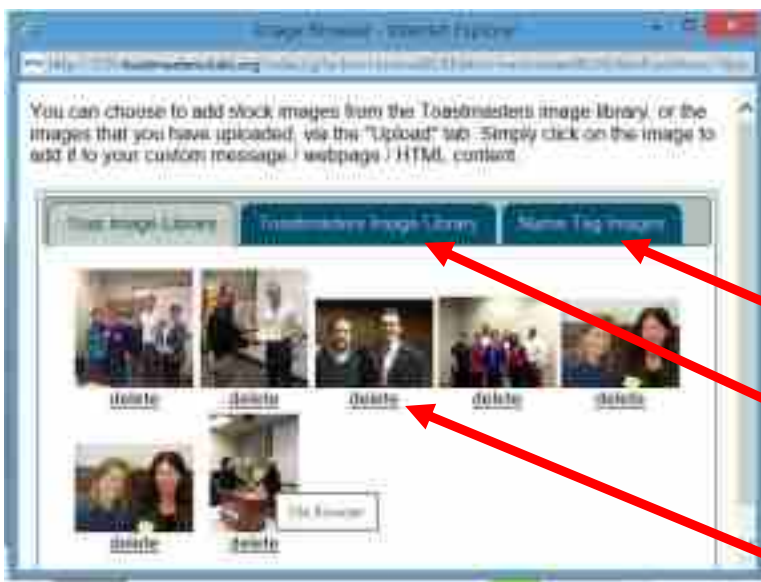 Image Browser - Internet Explorer
You can choose to add stock images from the Toastmasters image library, or the
images that you have uploaded, via the "Upload" tab. Simply click on the image to
add it to your custom message / webpage / HTML content
Your Image Library Toastmasters Image Library Name Tag Images
delete delete delete delete delete
delete delete